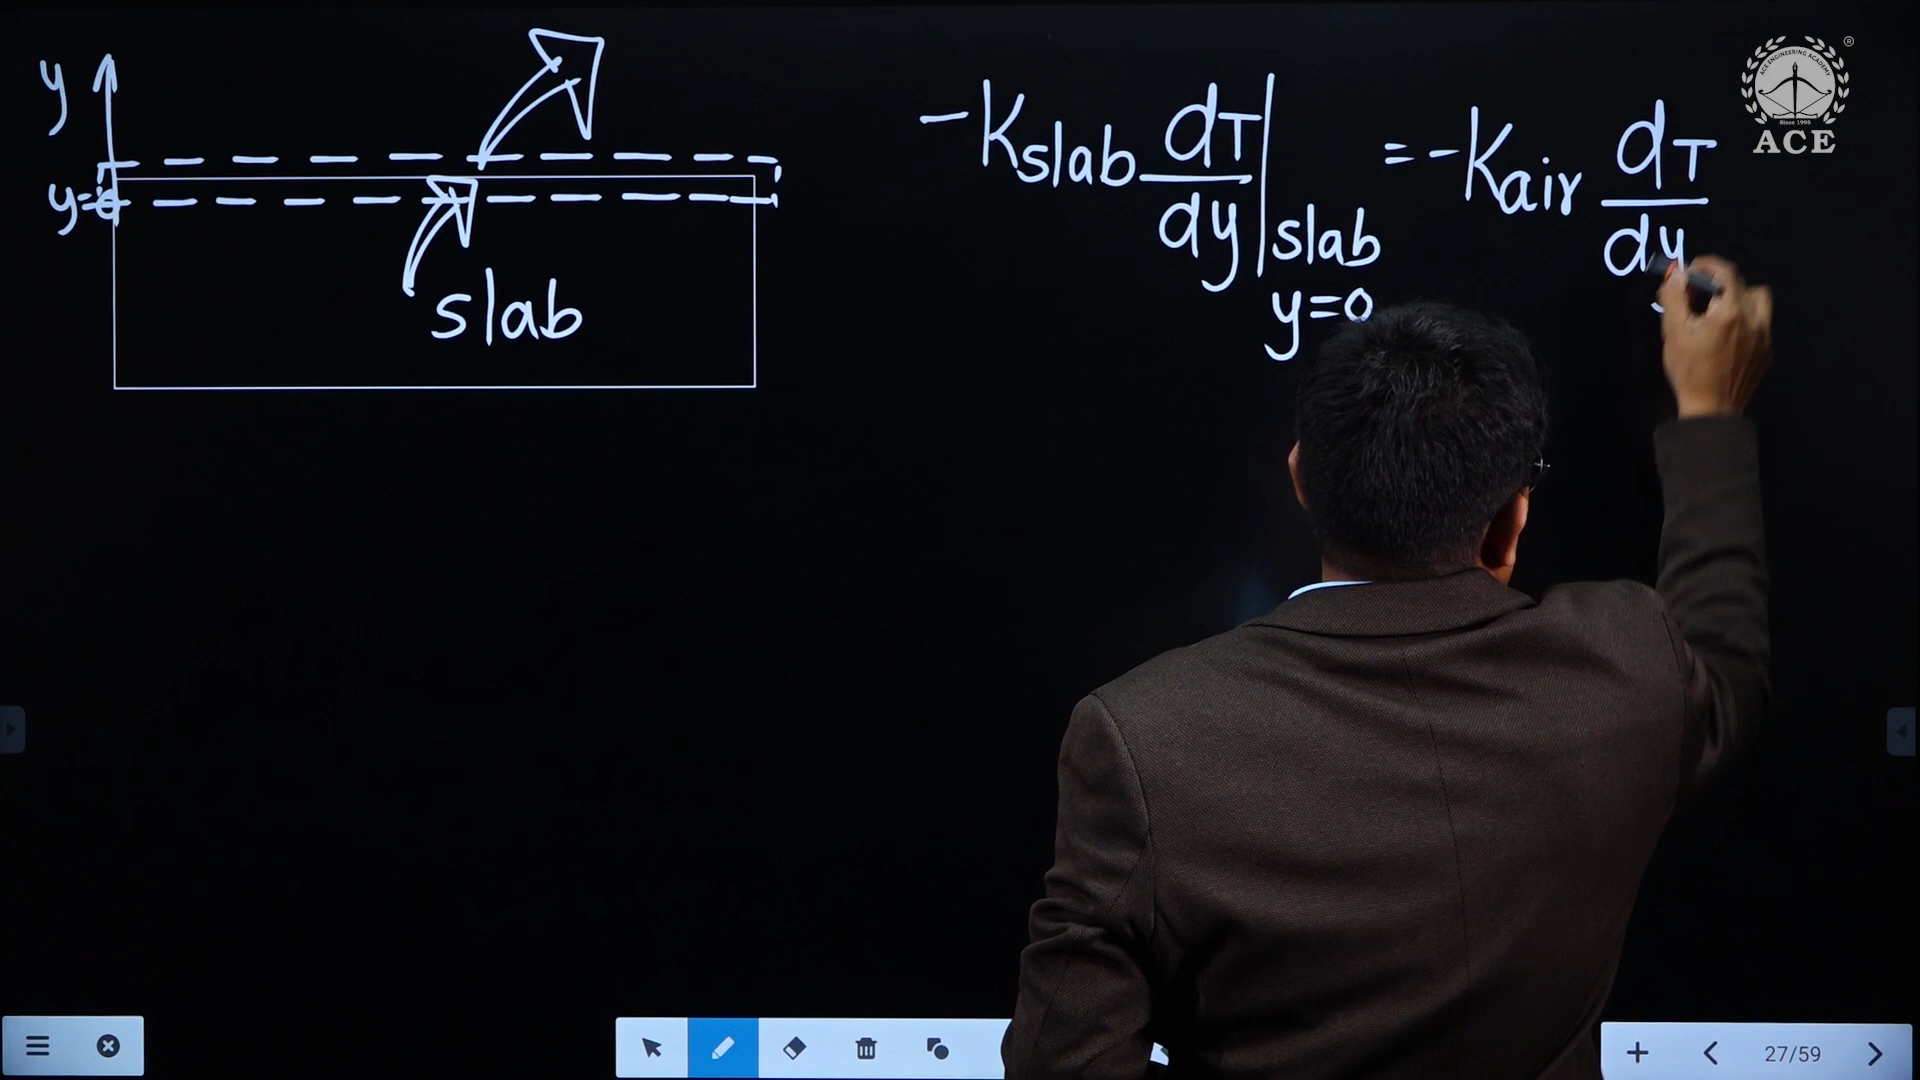 y
y=0
slab
-Kslab dT/dy|slab y=0 = -Kair dT/dy
ACE ENGINEERING ACADEMY
Since 1995
ACE
®
27/59